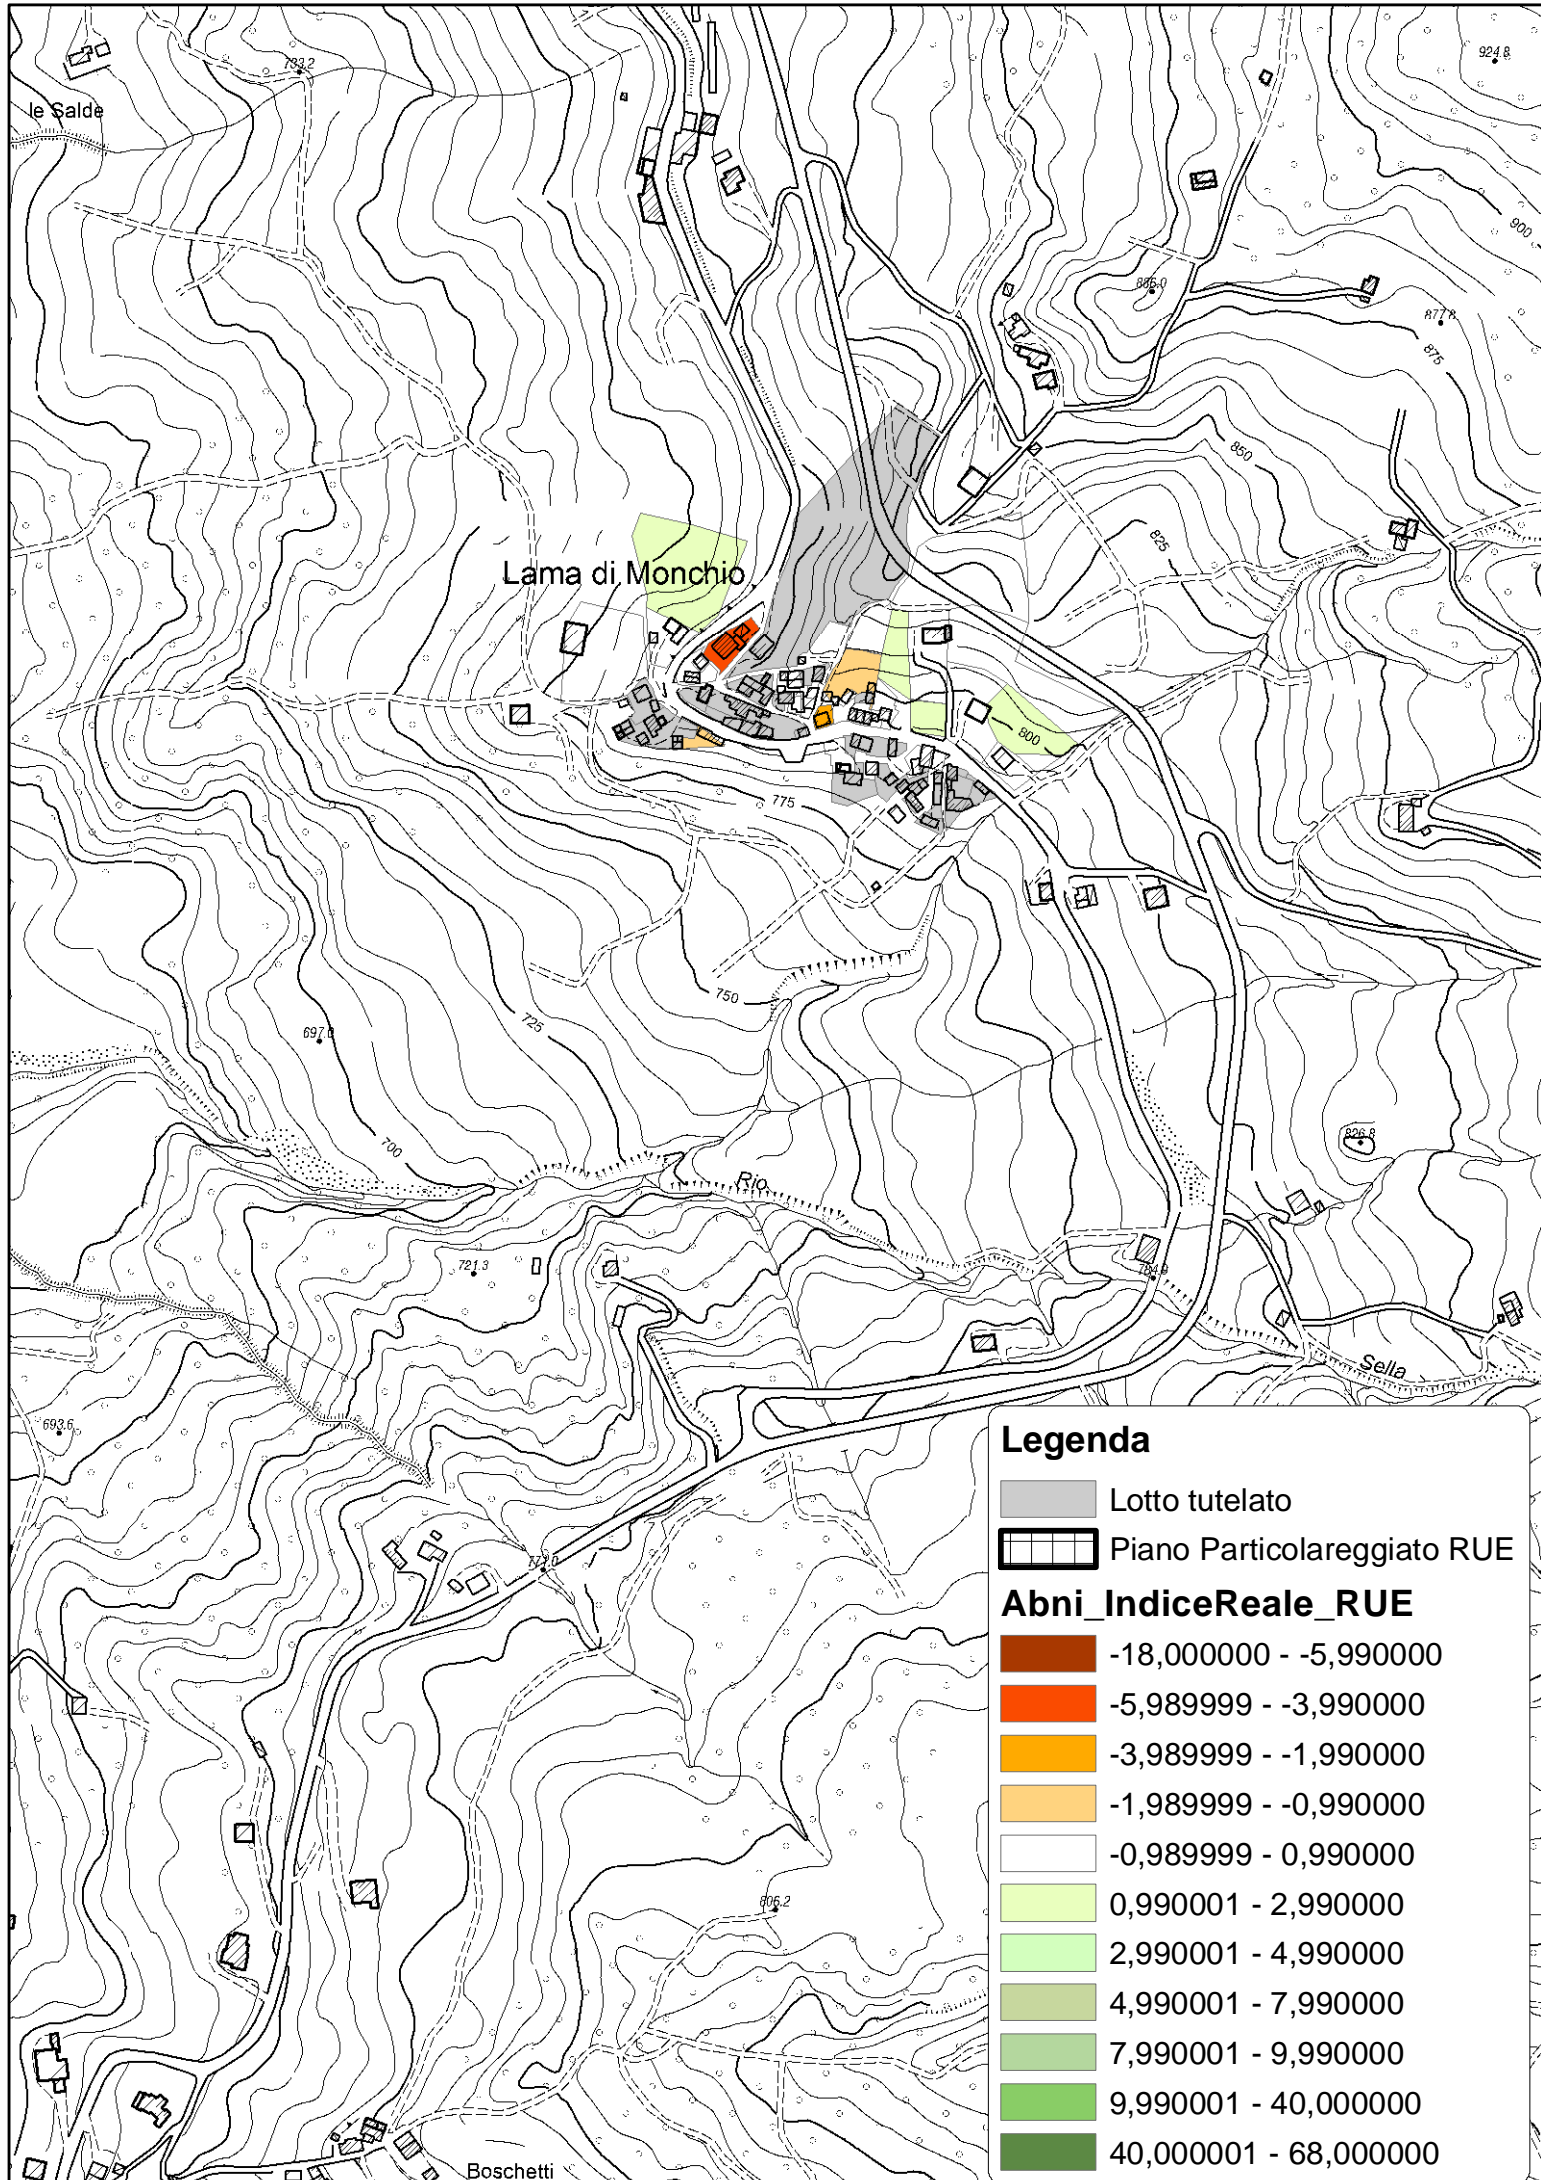 924.8
733.2
le Salde
900
886.0
877.8
875
850
825
Lama di Monchio
800
775
750
725
697.0
826.8
700
Rio
721.3
754.9
Sella
693.6
771.0
806.2
Boschetti
Legenda
Lotto tutelato
Piano Particolareggiato RUE
Abni_IndiceReale_RUE
-18,000000 - -5,990000
-5,989999 - -3,990000
-3,989999 - -1,990000
-1,989999 - -0,990000
-0,989999 - 0,990000
0,990001 - 2,990000
2,990001 - 4,990000
4,990001 - 7,990000
7,990001 - 9,990000
9,990001 - 40,000000
40,000001 - 68,000000